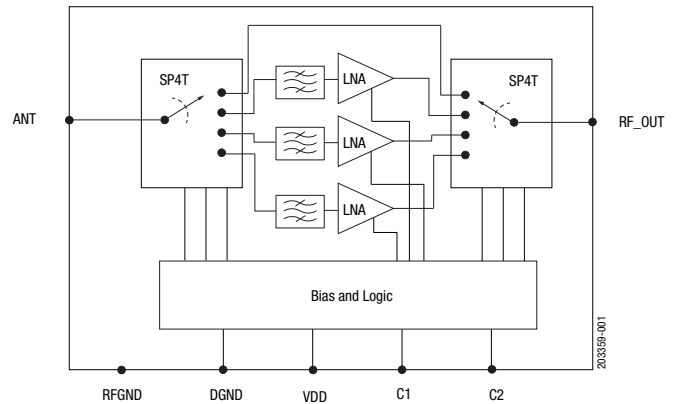 SP4T
SP4T
LNA
ANT
RF_OUT
LNA
LNA
Bias and Logic
203359-001
RFGND
DGND
VDD
C1
C2